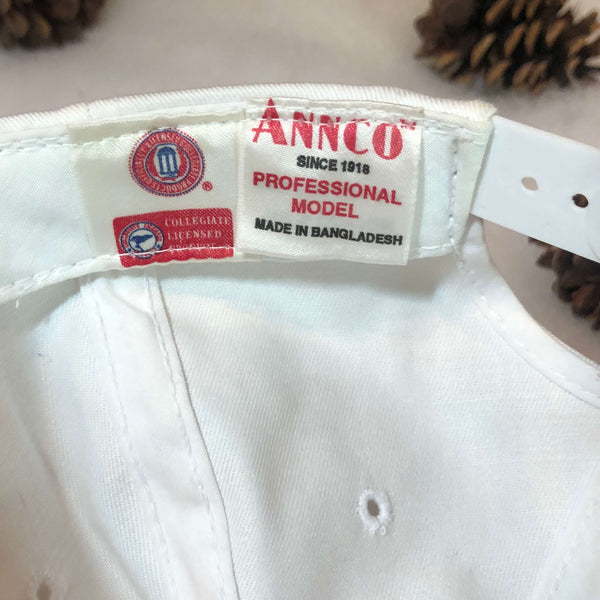 ANNCO
SINCE 1918
PROFESSIONAL
MODEL
MADE IN BANGLADESH
®
COLLEGIATE
LICENSED